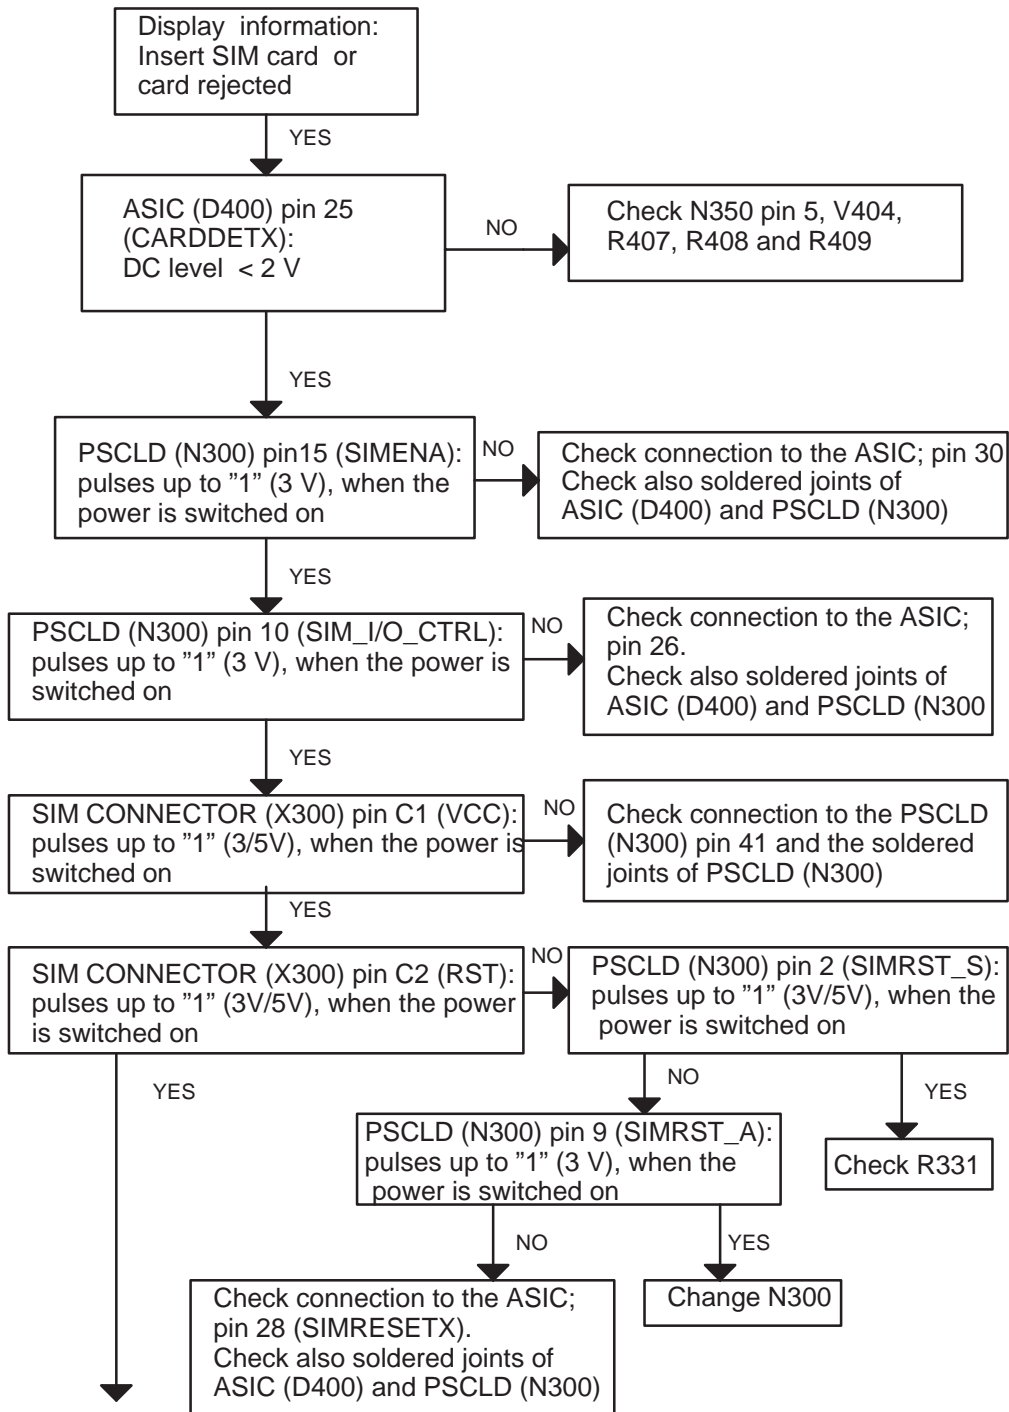 Display information:
Insert SIM card or
card rejected
YES
ASIC (D400) pin 25
(CARDDETX):
DC level < 2 V
NO
Check N350 pin 5, V404,
R407, R408 and R409
YES
PSCLD (N300) pin15 (SIMENA):
pulses up to ”1” (3 V), when the
power is switched on
NO
Check connection to the ASIC; pin 30
Check also soldered joints of
ASIC (D400) and PSCLD (N300)
YES
PSCLD (N300) pin 10 (SIM_I/O_CTRL):
pulses up to ”1” (3 V), when the power is
switched on
NO
Check connection to the ASIC;
pin 26.
Check also soldered joints of
ASIC (D400) and PSCLD (N300
YES
SIM CONNECTOR (X300) pin C1 (VCC):
pulses up to ”1” (3/5V), when the power is
switched on
NO
Check connection to the PSCLD
(N300) pin 41 and the soldered
joints of PSCLD (N300)
YES
SIM CONNECTOR (X300) pin C2 (RST):
pulses up to ”1” (3V/5V), when the power
is switched on
NO
PSCLD (N300) pin 2 (SIMRST_S):
pulses up to ”1” (3V/5V), when the
power is switched on
YES
NO
YES
PSCLD (N300) pin 9 (SIMRST_A):
pulses up to ”1” (3 V), when the
power is switched on
Check R331
NO
YES
Check connection to the ASIC;
pin 28 (SIMRESETX).
Check also soldered joints of
ASIC (D400) and PSCLD (N300)
Change N300